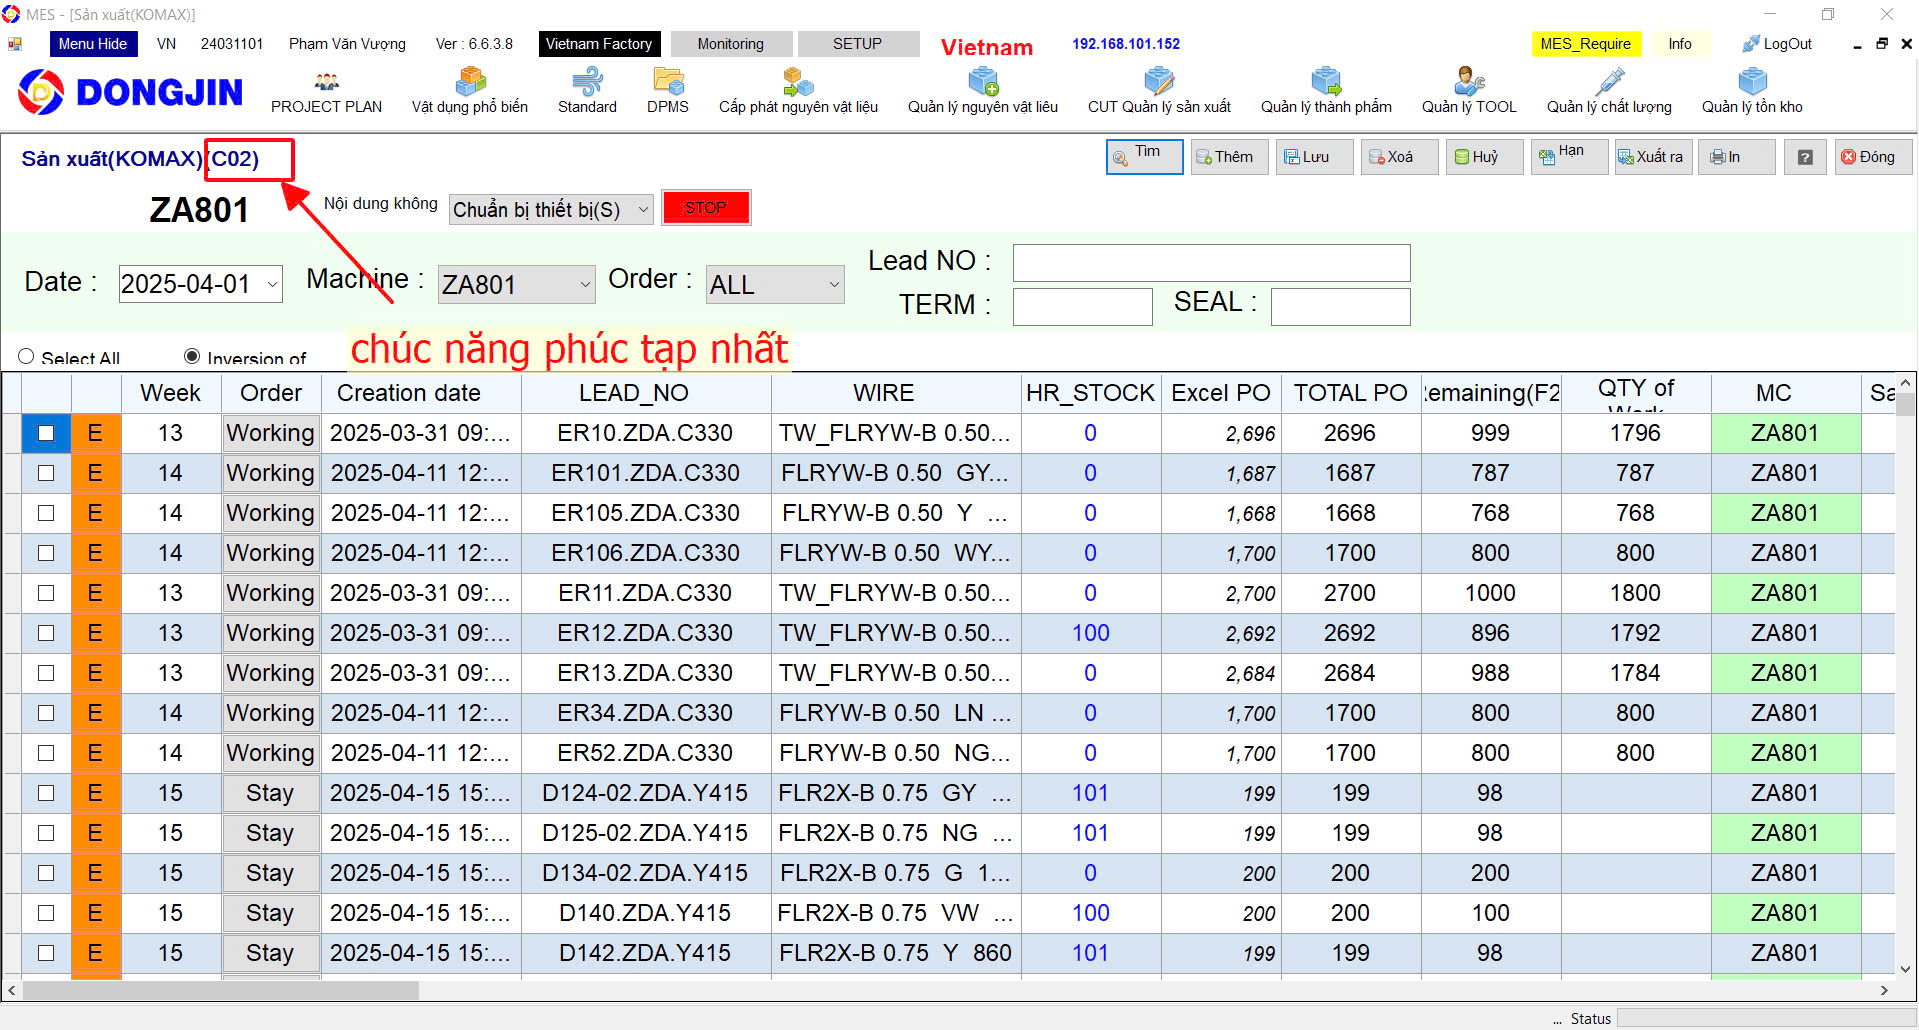 MES - [Sản xuất(KOMAX)]
Menu Hide VN 24031101 Phạm Văn Vượng Ver : 6.6.3.8 Vietnam Factory Monitoring SETUP Vietnam 192.168.101.152 MES_Require Info LogOut
DONGJIN PROJECT PLAN Vật dụng phổ biến Standard DPMS Cấp phát nguyên vật liệu Quản lý nguyên vật liệu CUT Quản lý sản xuất Quản lý thành phẩm Quản lý TOOL Quản lý chất lượng Quản lý tồn kho
Sản xuất(KOMAX)(C02) Tìm Thêm Lưu Xoá Huỷ Hạn Xuất ra In ? Đóng
ZA801 Nội dung không Chuẩn bị thiết bị(S) STOP
Date : 2025-04-01 Machine : ZA801 Order : ALL Lead NO :
TERM : SEAL :
chúc năng phúc tạp nhất
Select All Inversion of
Week Order Creation date LEAD_NO WIRE HR_STOCK Excel PO TOTAL PO Remaining(F2 QTY of Work MC Sa
E 13 Working 2025-03-31 09:... ER10.ZDA.C330 TW_FLRYW-B 0.50... 0 2,696 2696 999 1796 ZA801
E 14 Working 2025-04-11 12:... ER101.ZDA.C330 FLRYW-B 0.50 GY... 0 1,687 1687 787 787 ZA801
E 14 Working 2025-04-11 12:... ER105.ZDA.C330 FLRYW-B 0.50 Y ... 0 1,668 1668 768 768 ZA801
E 14 Working 2025-04-11 12:... ER106.ZDA.C330 FLRYW-B 0.50 WY... 0 1,700 1700 800 800 ZA801
E 13 Working 2025-03-31 09:... ER11.ZDA.C330 TW_FLRYW-B 0.50... 0 2,700 2700 1000 1800 ZA801
E 13 Working 2025-03-31 09:... ER12.ZDA.C330 TW_FLRYW-B 0.50... 100 2,692 2692 896 1792 ZA801
E 13 Working 2025-03-31 09:... ER13.ZDA.C330 TW_FLRYW-B 0.50... 0 2,684 2684 988 1784 ZA801
E 14 Working 2025-04-11 12:... ER34.ZDA.C330 FLRYW-B 0.50 LN ... 0 1,700 1700 800 800 ZA801
E 14 Working 2025-04-11 12:... ER52.ZDA.C330 FLRYW-B 0.50 NG... 0 1,700 1700 800 800 ZA801
E 15 Stay 2025-04-15 15:... D124-02.ZDA.Y415 FLR2X-B 0.75 GY ... 101 199 199 98 ZA801
E 15 Stay 2025-04-15 15:... D125-02.ZDA.Y415 FLR2X-B 0.75 NG ... 101 199 199 98 ZA801
E 15 Stay 2025-04-15 15:... D134-02.ZDA.Y415 FLR2X-B 0.75 G 1... 0 200 200 200 ZA801
E 15 Stay 2025-04-15 15:... D140.ZDA.Y415 FLR2X-B 0.75 VW ... 100 200 200 100 ZA801
E 15 Stay 2025-04-15 15:... D142.ZDA.Y415 FLR2X-B 0.75 Y 860 101 199 199 98 ZA801
... Status